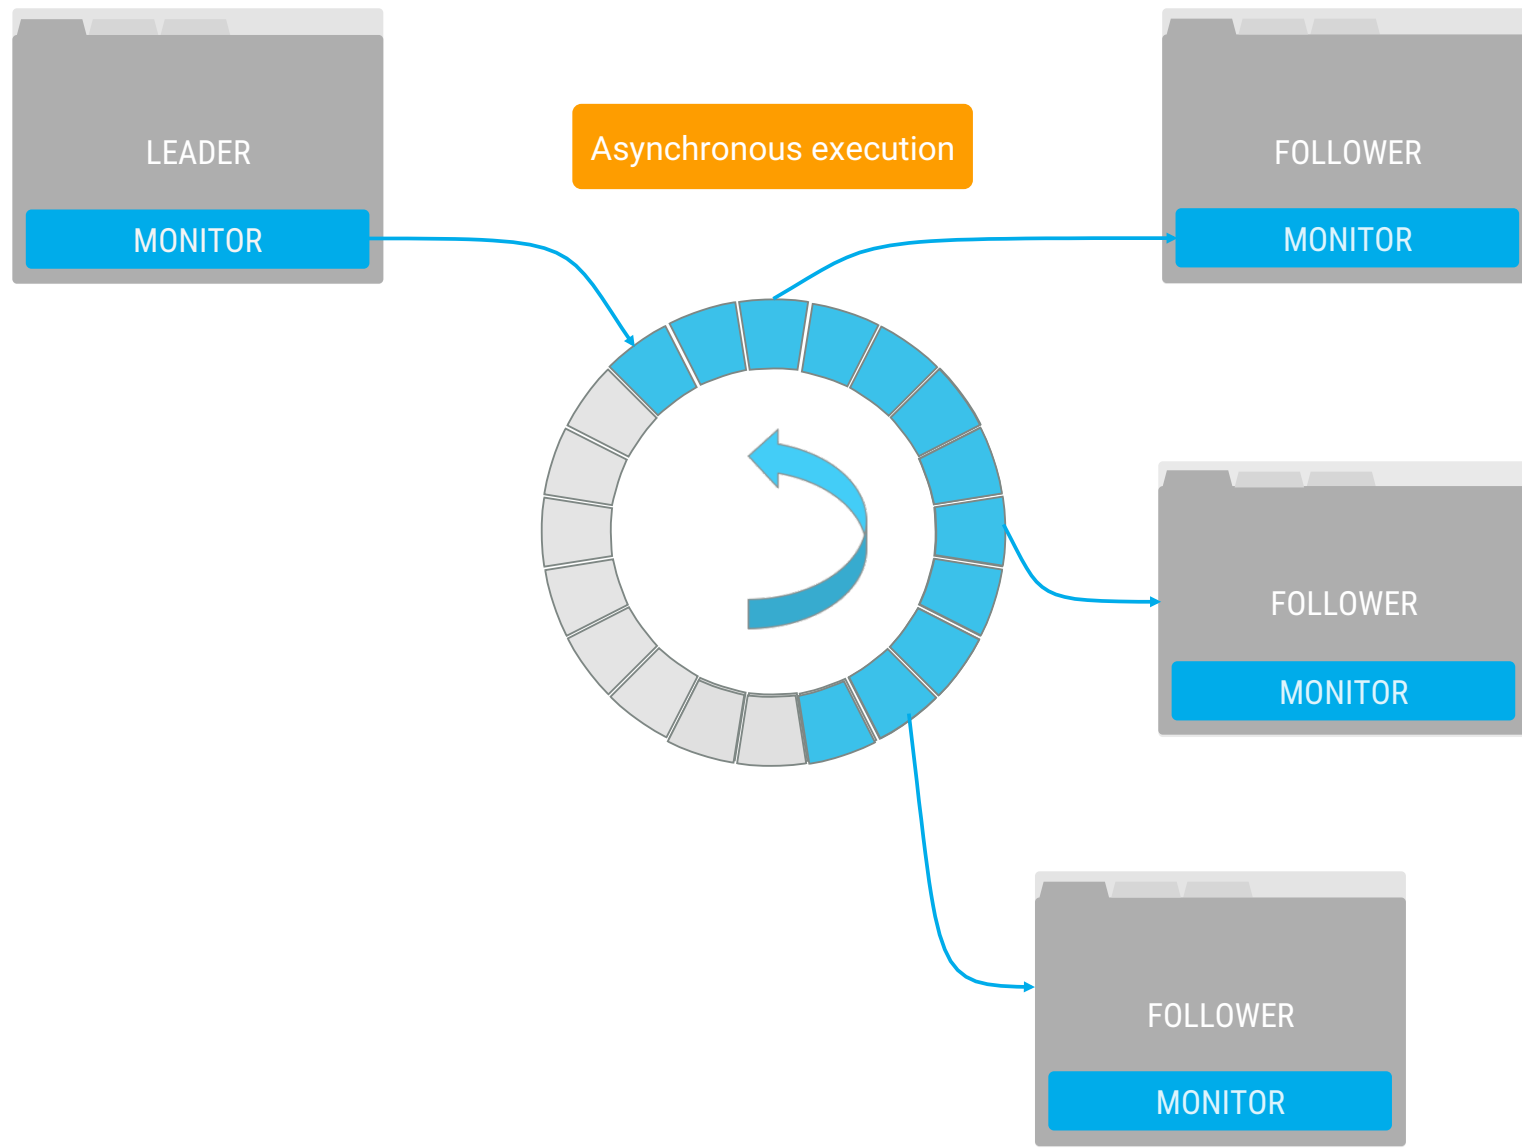 LEADER
MONITOR
Asynchronous execution
FOLLOWER
MONITOR
FOLLOWER
MONITOR
FOLLOWER
MONITOR